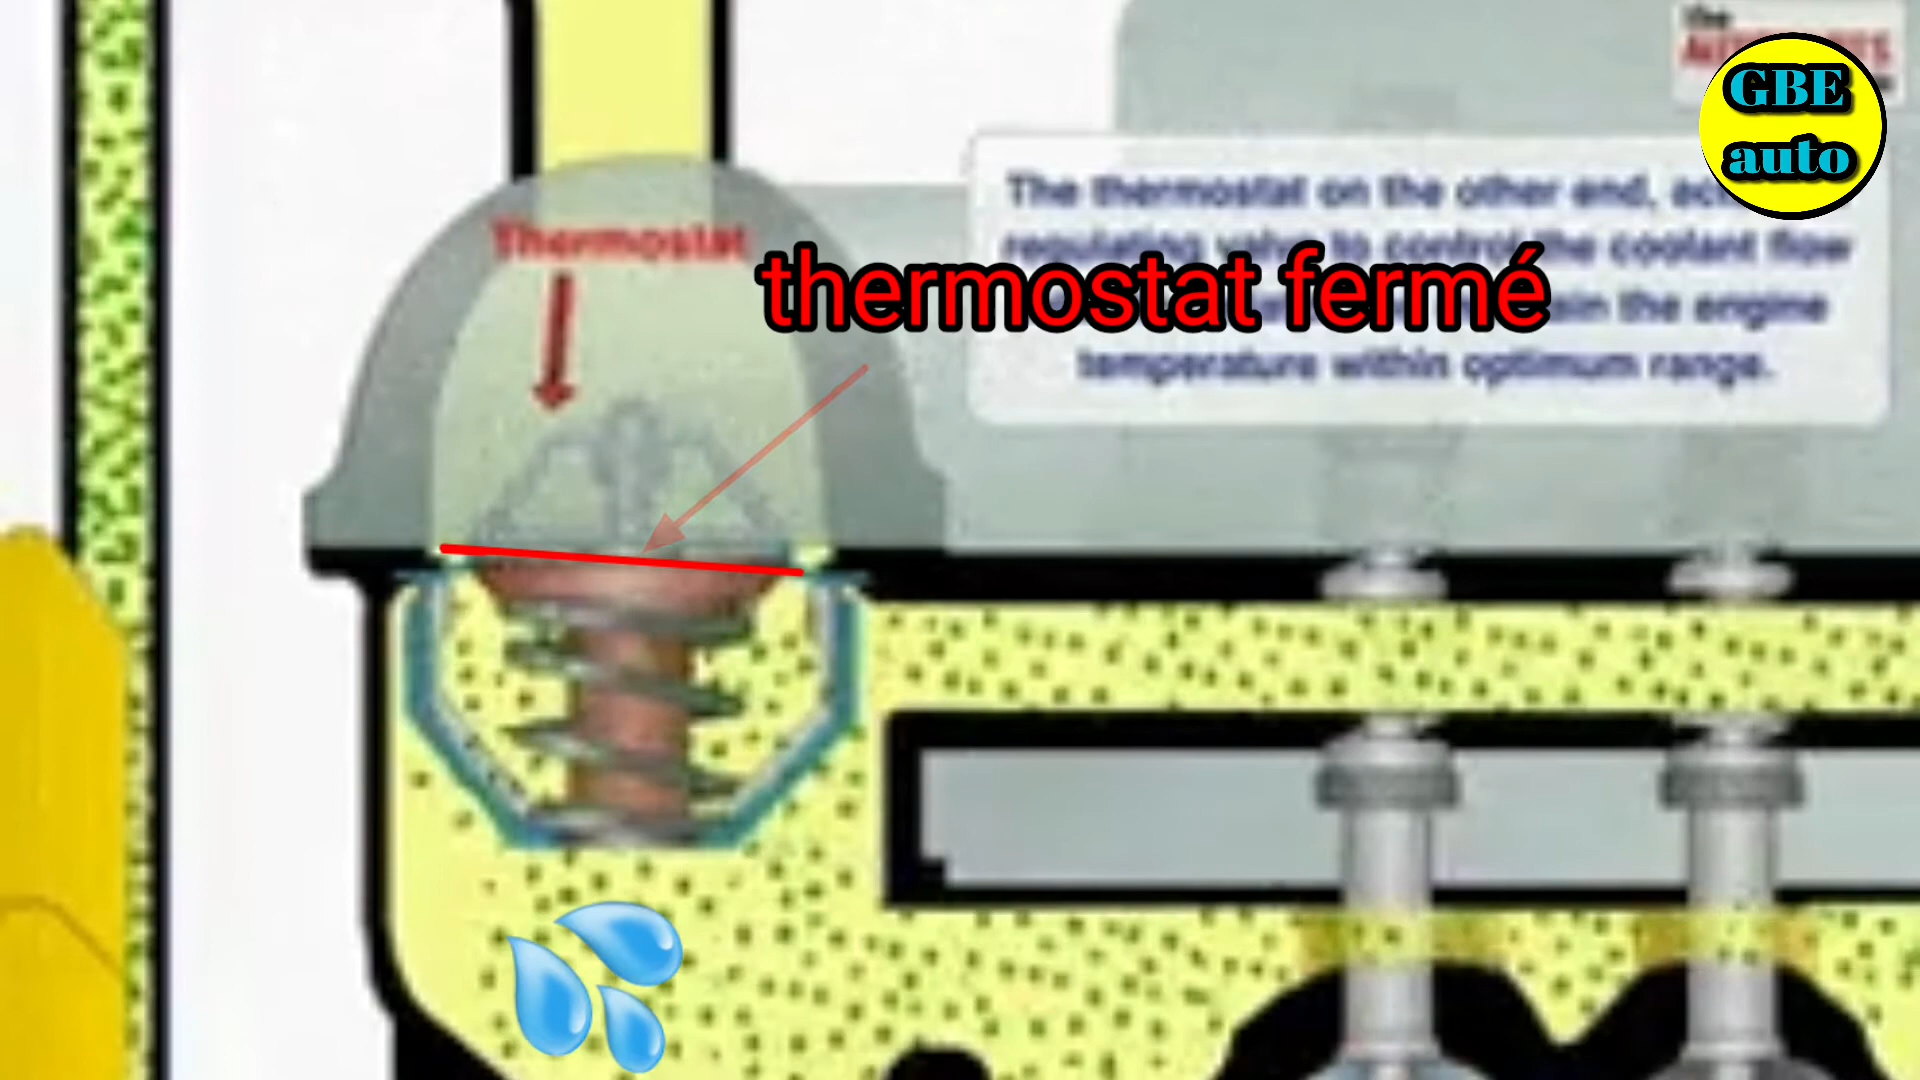 the
GBE
auto
The thermostat on the other end,
regulating valve to control the coolant flow
Thermostat
thermostat fermé
the engine
temperature within optimum range.